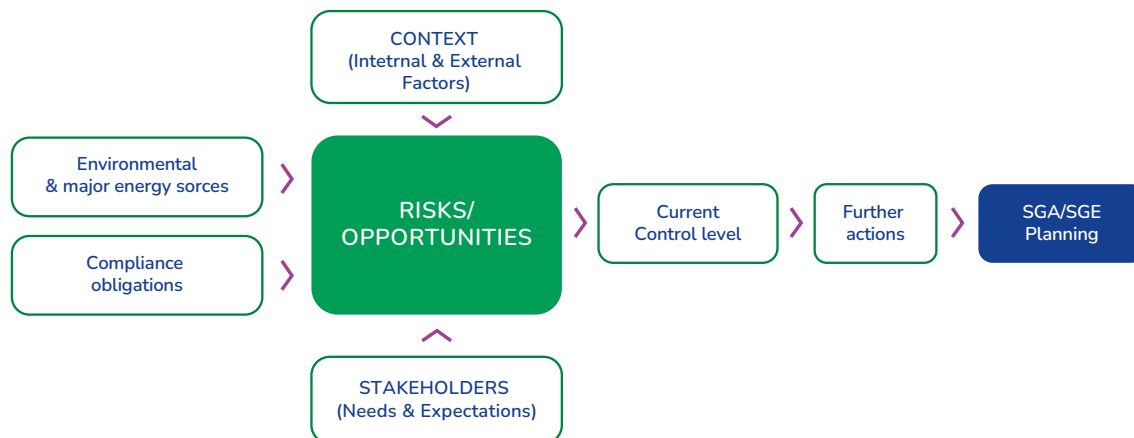 CONTEXT
(Intetrnal & External
Factors)
Environmental
& major energy sorces
Compliance
obligations
RISKS/
OPPORTUNITIES
Current
Control level
Further
actions
SGA/SGE
Planning
STAKEHOLDERS
(Needs & Expectations)